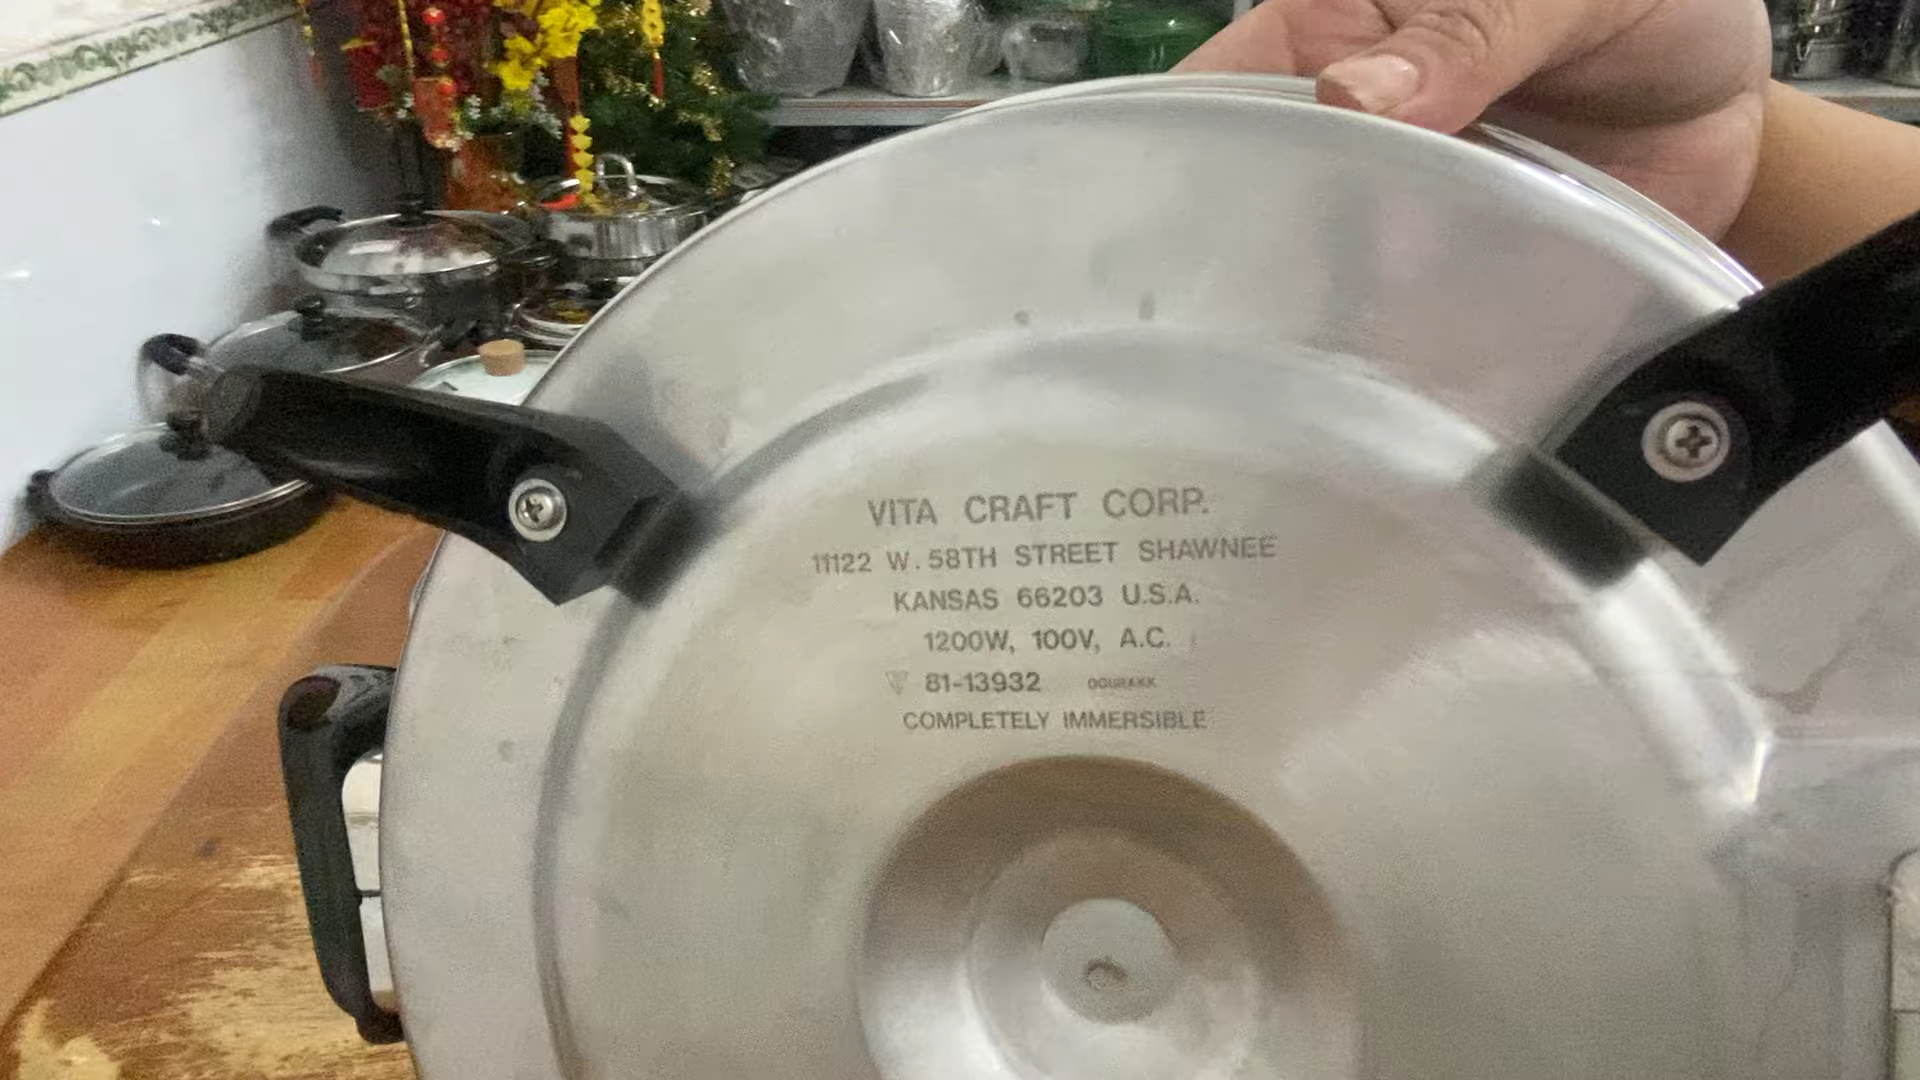 VITA CRAFT CORP.
11122 W. 58TH STREET SHAWNEE
KANSAS 66203 U.S.A.
1200W, 100V, A.C.
81-13932
COMPLETELY IMMERSIBLE